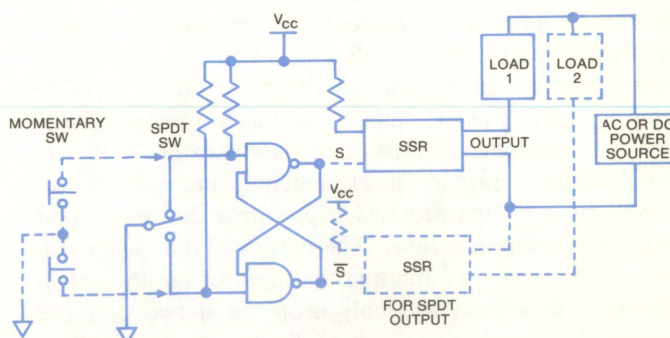 VCC
LOAD
1
LOAD
2
MOMENTARY
SW
SPDT
SW
S
SSR
OUTPUT
AC OR DC
POWER
SOURCE
VCC
S̅
SSR
FOR SPDT
OUTPUT